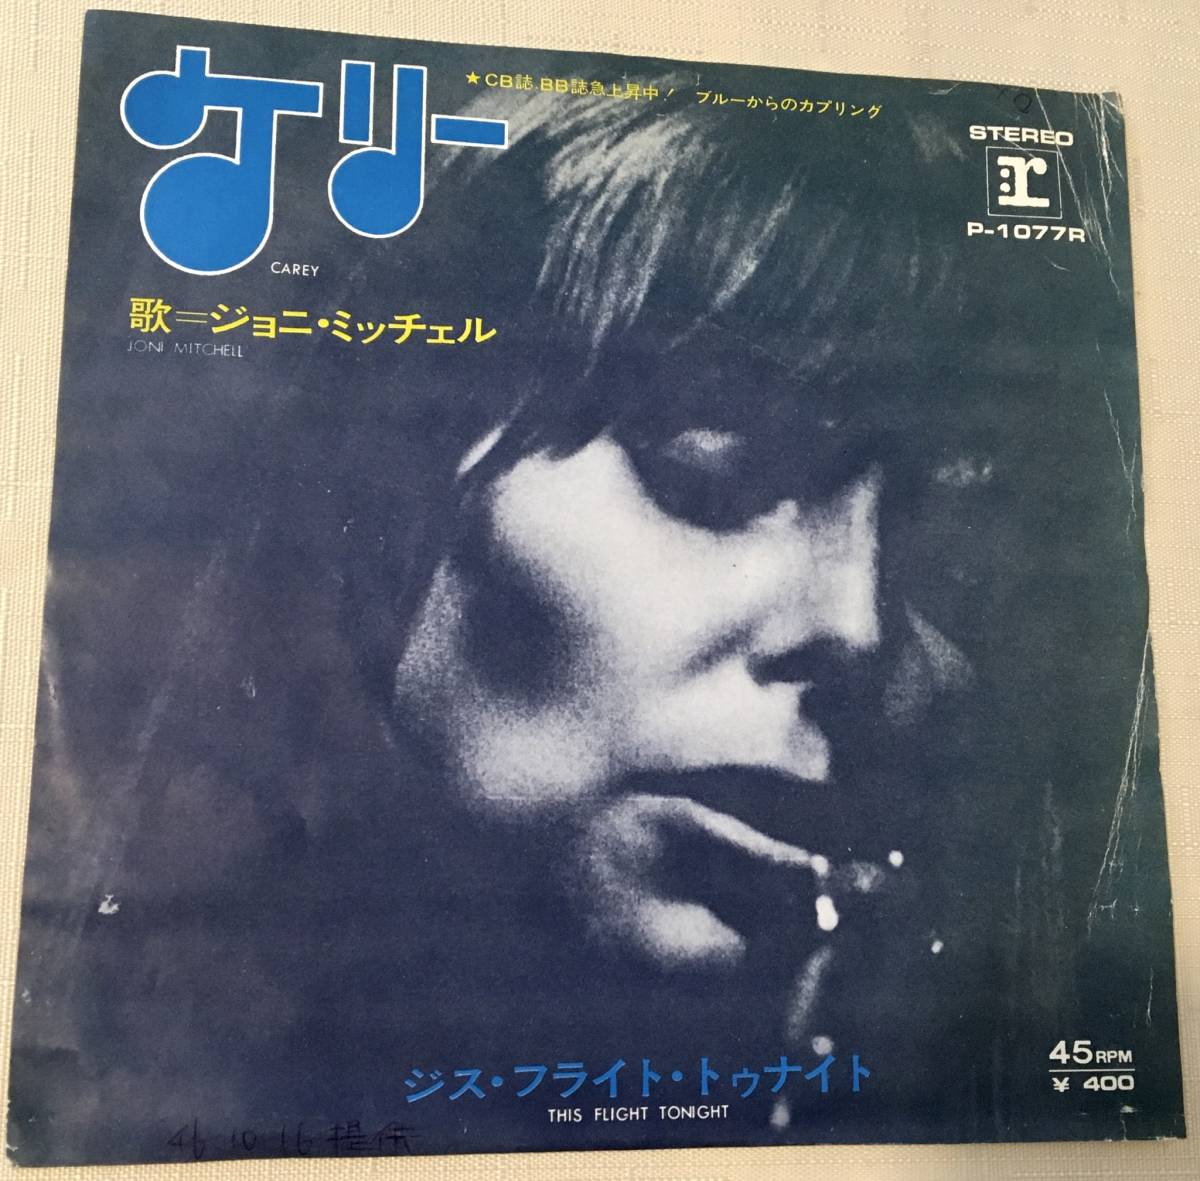 ケリー
★CB誌、BB誌急上昇中! ブルーからのカプリング
STEREO
r
P-1077R
CAREY
歌=ジョニ・ミッチェル
JONI MITCHELL
45RPM
¥ 400
ジス・フライト・トゥナイト
THIS FLIGHT TONIGHT
46.10.16 提供